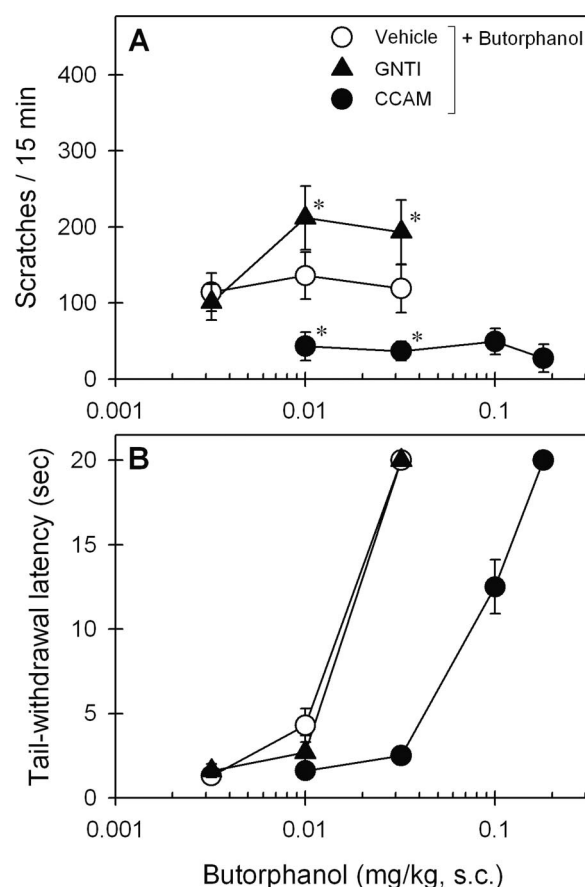 A
Vehicle
+ Butorphanol
GNTI
CCAM
Scratches / 15 min
400
300
200
100
0
*
*
*
*
0.001
0.01
0.1
B
Tail-withdrawal latency (sec)
20
15
10
5
0
0.001
0.01
0.1
Butorphanol (mg/kg, s.c.)